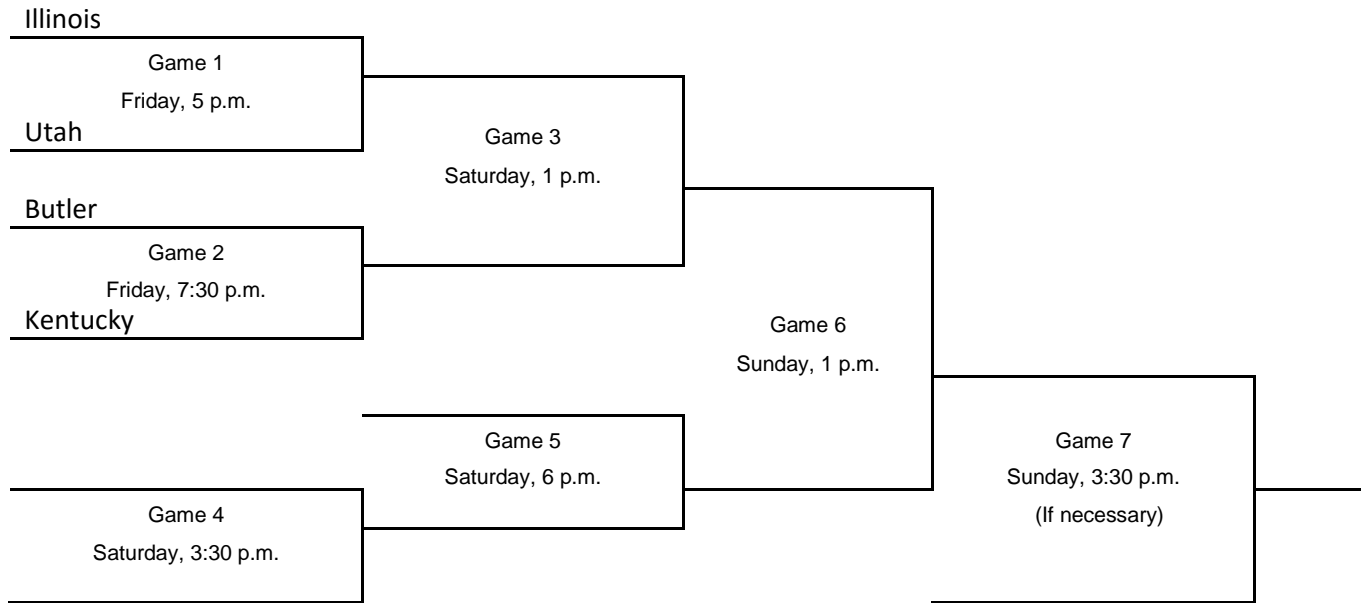 Illinois
Game 1
Friday, 5 p.m.
Utah
Game 3
Saturday, 1 p.m.
Butler
Game 2
Friday, 7:30 p.m.
Kentucky
Game 6
Sunday, 1 p.m.
Game 5
Saturday, 6 p.m.
Game 7
Sunday, 3:30 p.m.
(If necessary)
Game 4
Saturday, 3:30 p.m.